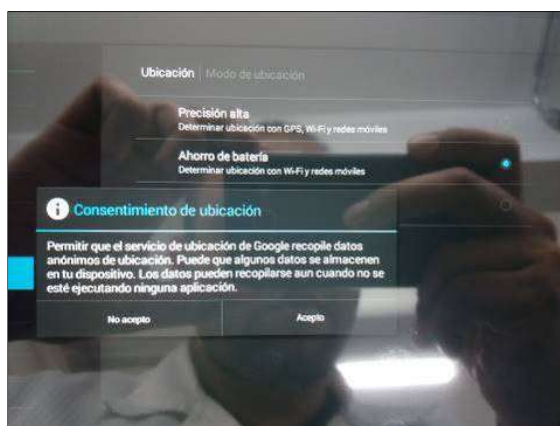 Ubicación | Modo de ubicación
Precisión alta
Determinar ubicación con GPS, Wi-Fi y redes móviles
Ahorro de batería
Determinar ubicación con Wi-Fi y redes móviles
Consentimiento de ubicación
Permitir que el servicio de ubicación de Google recopile datos
anónimos de ubicación. Puede que algunos datos se almacenen
en tu dispositivo. Los datos pueden recopilarse aun cuando no se
esté ejecutando ninguna aplicación.
No acepto
Acepto